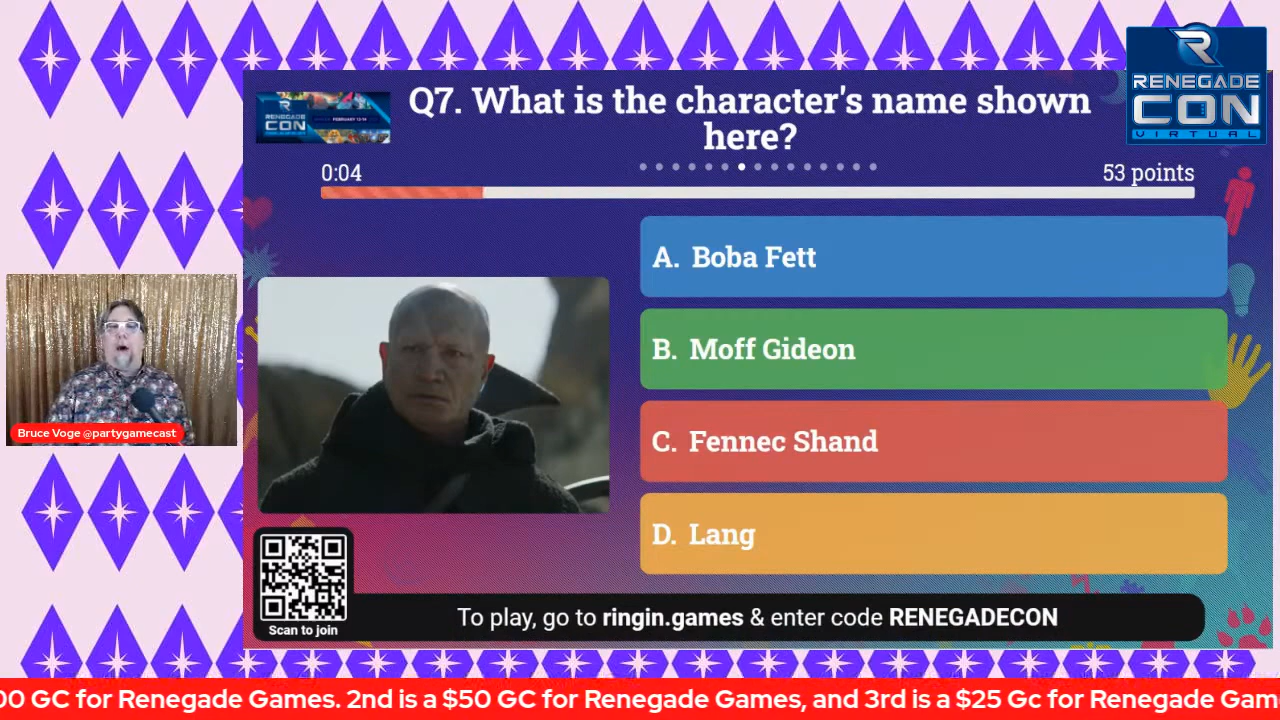 RENEGADE
CON
VIRTUAL
RENEGADE
CON
Q7. What is the character's name shown
here?
0:04
53 points
A. Boba Fett
B. Moff Gideon
C. Fennec Shand
D. Lang
Bruce Voge @partygamecast
Scan to join
To play, go to ringin.games & enter code RENEGADECON
00 GC for Renegade Games. 2nd is a $50 GC for Renegade Games, and 3rd is a $25 Gc for Renegade Gam